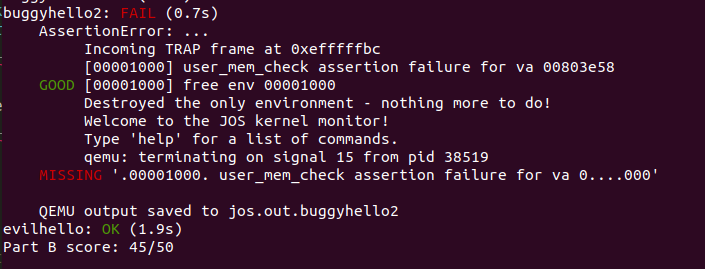 buggyhello2: FAIL (0.7s)
    AssertionError: ...
         Incoming TRAP frame at 0xefffffbc
         [00001000] user_mem_check assertion failure for va 00803e58
    GOOD [00001000] free env 00001000
         Destroyed the only environment - nothing more to do!
         Welcome to the JOS kernel monitor!
         Type 'help' for a list of commands.
         qemu: terminating on signal 15 from pid 38519
    MISSING '.00001000. user_mem_check assertion failure for va 0....000'

    QEMU output saved to jos.out.buggyhello2
evilhello: OK (1.9s)
Part B score: 45/50